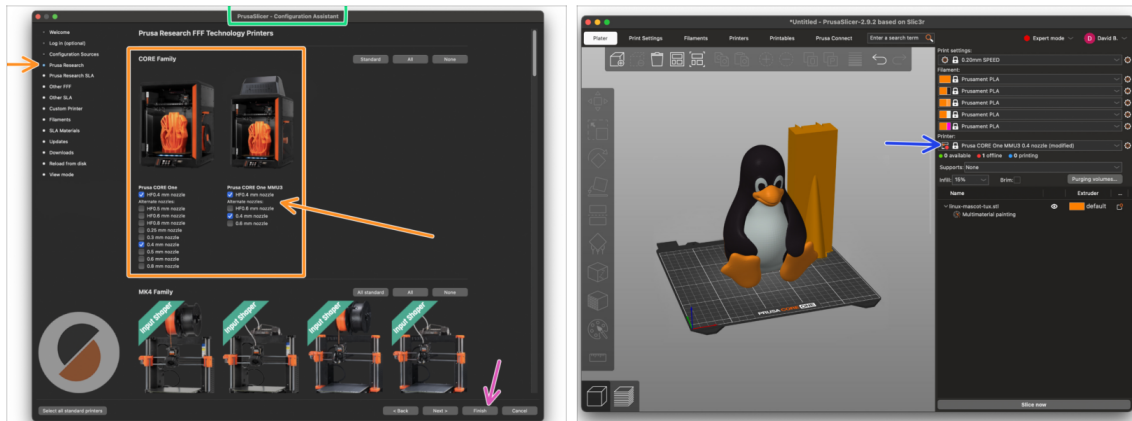 PrusaSlicer - Configuration Assistant
Welcome
Log in (optional)
Configuration Sources
Prusa Research
Prusa Research SLA
Other FFF
Other SLA
Custom Printer
Filaments
SLA Materials
Updates
Downloads
Reload from disk
View mode
Prusa Research FFF Technology Printers
CORE Family
Standard
All
None
Prusa CORE One
HF0.4 mm nozzle
Alternate nozzles:
HF0.5 mm nozzle
HF0.6 mm nozzle
HF0.8 mm nozzle
0.25 mm nozzle
0.3 mm nozzle
0.4 mm nozzle
0.5 mm nozzle
0.6 mm nozzle
0.8 mm nozzle
Prusa CORE One MMU3
HF0.4 mm nozzle
Alternate nozzles:
HF0.6 mm nozzle
0.4 mm nozzle
0.6 mm nozzle
MK4 Family
All standard
All
None
Input Shaper
Input Shaper
Input Shaper
Input Shaper
Select all standard printers
< Back
Next >
Finish
Cancel
*Untitled - PrusaSlicer-2.9.2 based on Slic3r
Plater
Print Settings
Filaments
Printers
Printables
Prusa Connect
Enter a search term
Expert mode
D
David B.
Print settings:
0.20mm SPEED
Filament:
Prusament PLA
Prusament PLA
Prusament PLA
Prusament PLA
Prusament PLA
Printer:
Prusa CORE One MMU3 0.4 nozzle (modified)
0 available
1 offline
0 printing
Supports: None
Infill: 15%
Brim:
Purging volumes...
Name
Extruder
linux-mascot-tux.stl
default
Multimaterial painting
PRUSA CORE ONE
Slice now